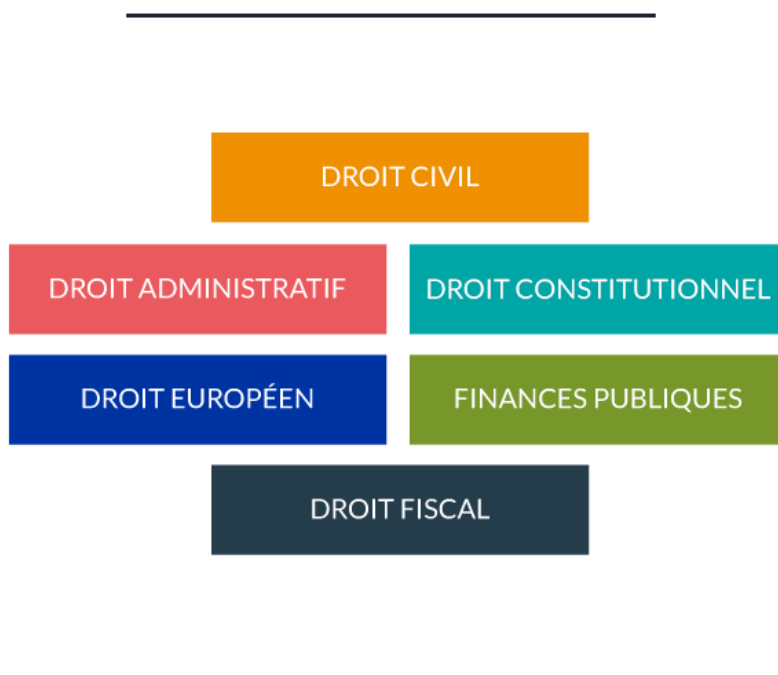 DROIT CIVIL
DROIT ADMINISTRATIF
DROIT CONSTITUTIONNEL
DROIT EUROPÉEN
FINANCES PUBLIQUES
DROIT FISCAL